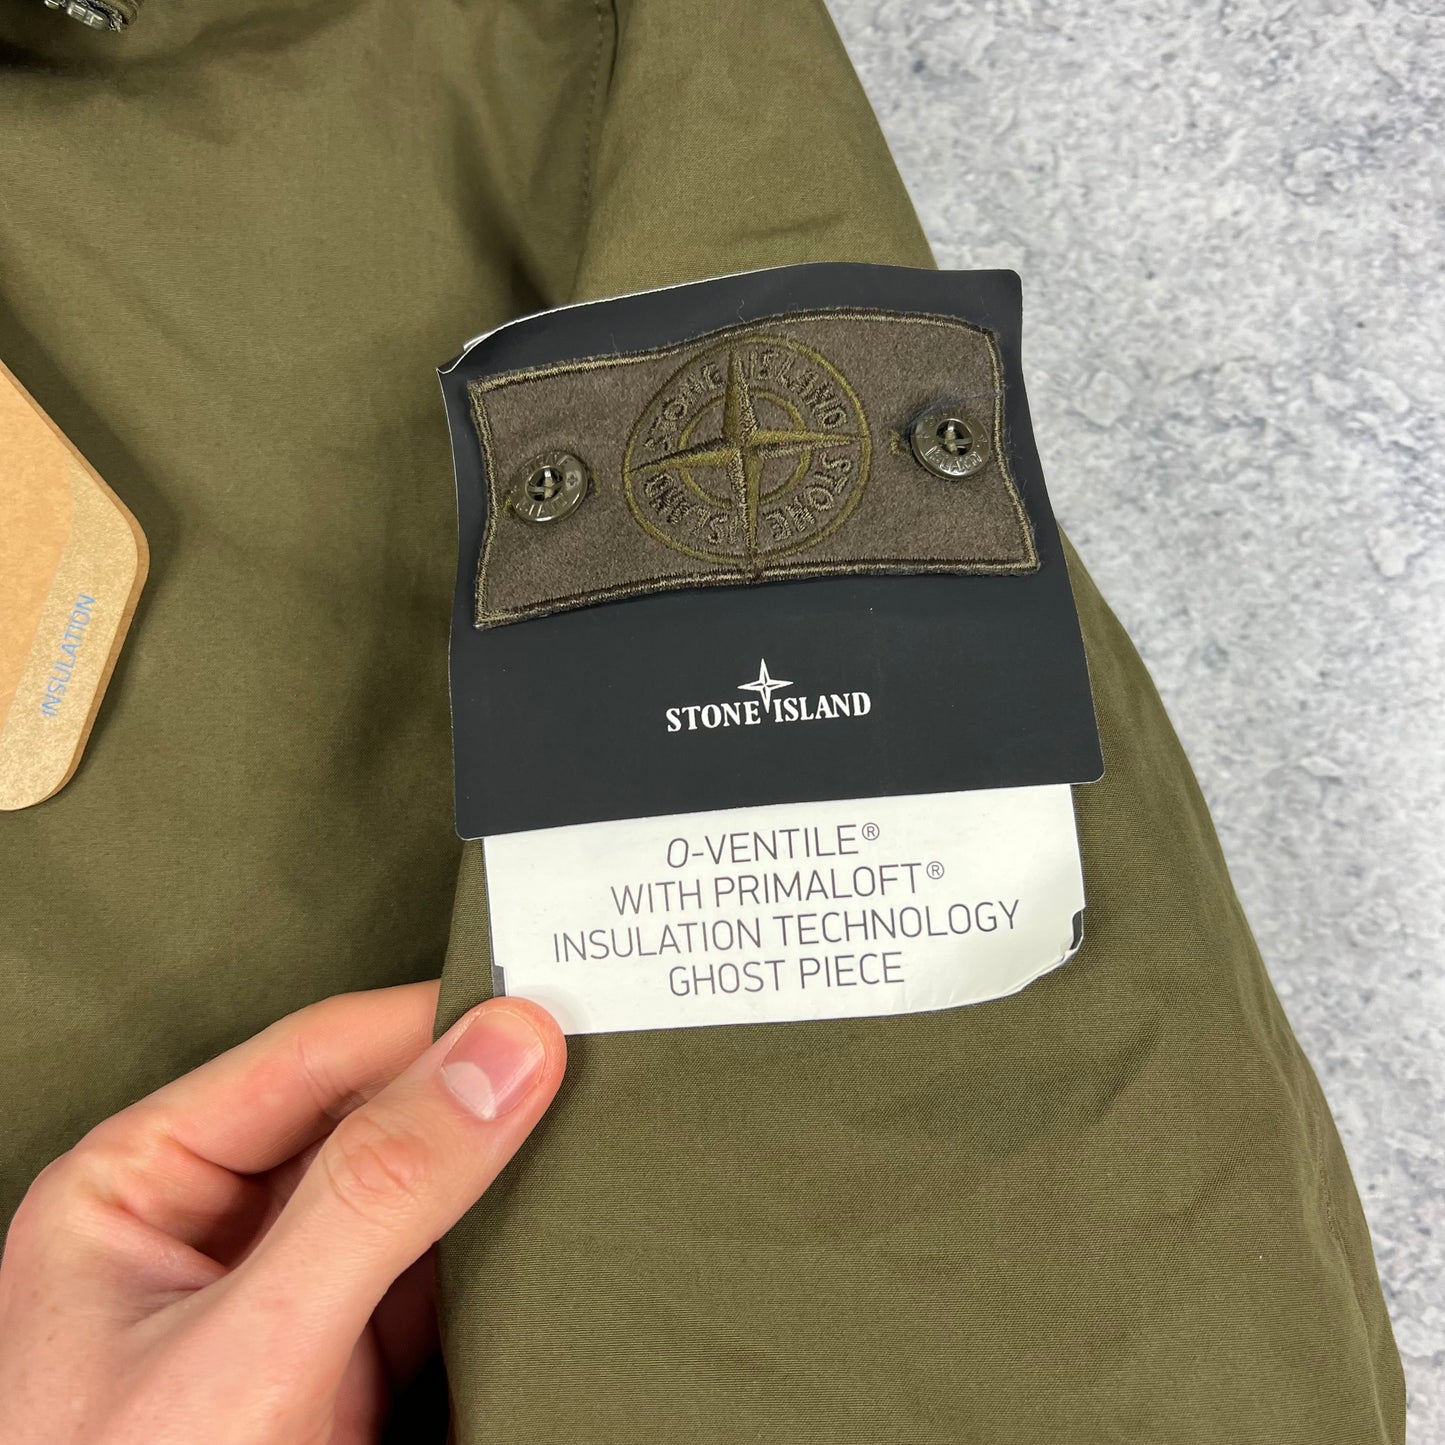 STONE ISLAND
STONE ISLAND
STONE ISLAND
O-VENTILE®
WITH PRIMALOFT®
INSULATION TECHNOLOGY
GHOST PIECE
INSULATION